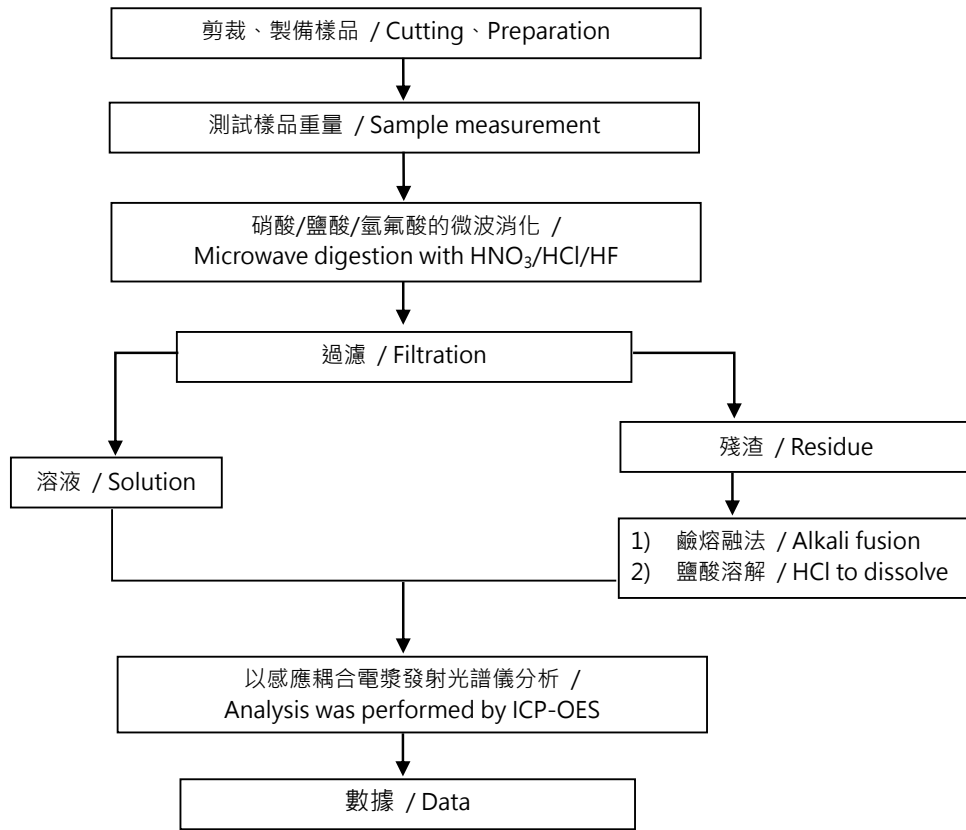 剪裁、製備樣品 / Cutting、Preparation
測試樣品重量 / Sample measurement
硝酸/鹽酸/氫氟酸的微波消化 /
Microwave digestion with HNO₃/HCl/HF
過濾 / Filtration
溶液 / Solution
殘渣 / Residue
1) 鹼熔融法 / Alkali fusion
2) 鹽酸溶解 / HCl to dissolve
以感應耦合電漿發射光譜儀分析 /
Analysis was performed by ICP-OES
數據 / Data